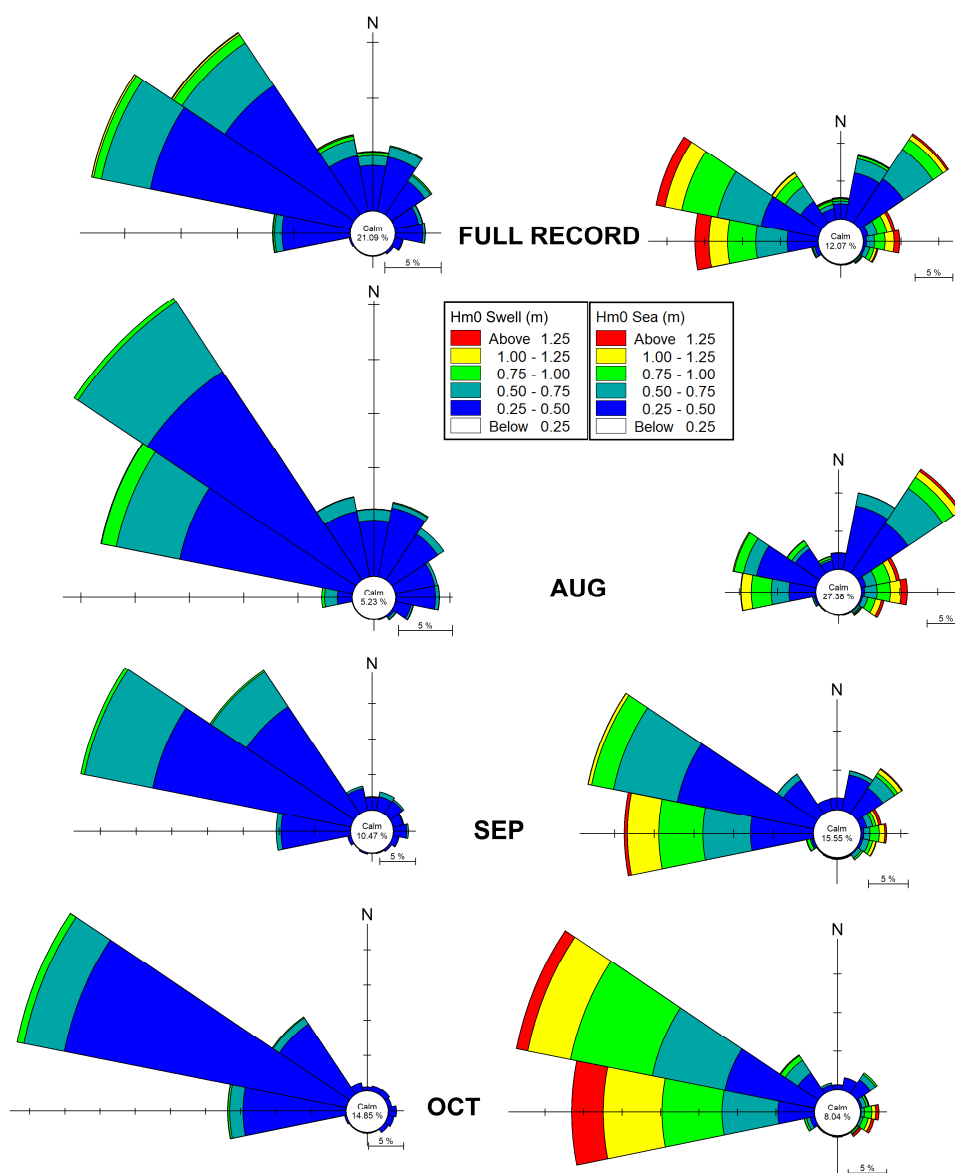 N
N
Calm
21.09 %
FULL RECORD
Calm
12.07 %
5 %
5 %
N
Hm0 Swell (m)
Above 1.25
1.00 - 1.25
0.75 - 1.00
0.50 - 0.75
0.25 - 0.50
Below 0.25
Hm0 Sea (m)
Above 1.25
1.00 - 1.25
0.75 - 1.00
0.50 - 0.75
0.25 - 0.50
Below 0.25
N
Calm
5.23 %
AUG
Calm
27.38 %
5 %
5 %
N
N
Calm
10.47 %
SEP
Calm
15.55 %
5 %
5 %
N
N
Calm
14.85 %
OCT
Calm
8.04 %
5 %
5 %